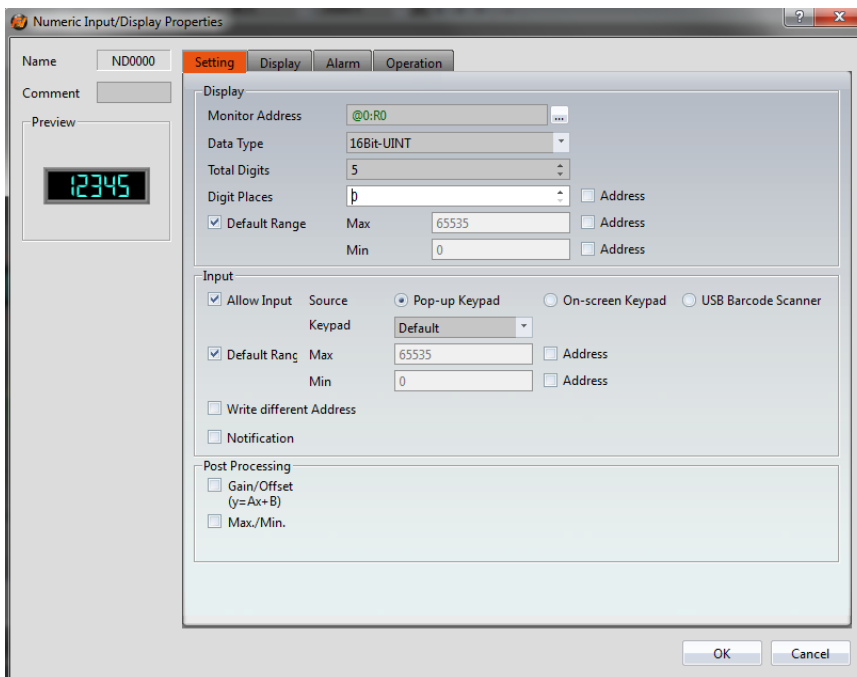 Numeric Input/Display Properties
Name ND0000
Comment
Preview
12345
Setting Display Alarm Operation
Display
Monitor Address @0:R0 ...
Data Type 16Bit-UINT
Total Digits 5
Digit Places 0 Address
Default Range Max 65535 Address
Min 0 Address
Input
Allow Input Source Pop-up Keypad On-screen Keypad USB Barcode Scanner
Keypad Default
Default Rang Max 65535 Address
Min 0 Address
Write different Address
Notification
Post Processing
Gain/Offset
(y=Ax+B)
Max./Min.
OK Cancel